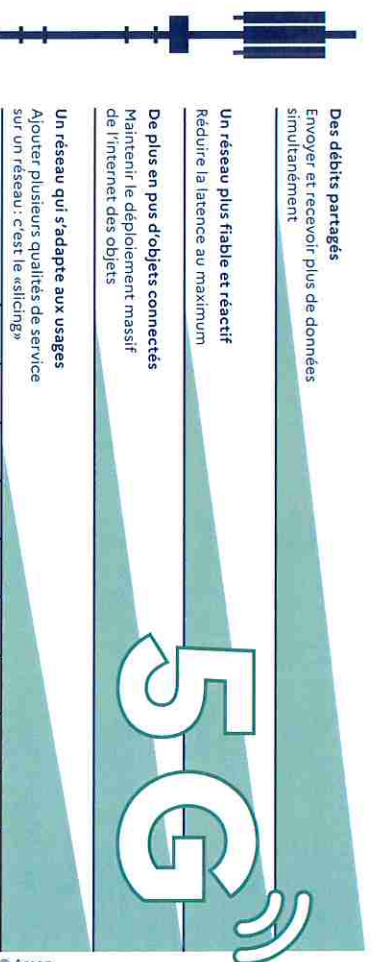 Des débits partagés
Envoyer et recevoir plus de données
simultanément
Un réseau plus fiable et réactif
Réduire la latence au maximum
De plus en pus d'objets connectés
Maintenir le déploiement massif
de l'internet des objets
Un réseau qui s'adapte aux usages
Ajouter plusieurs qualités de service
sur un réseau : c'est le «slicing»
5G